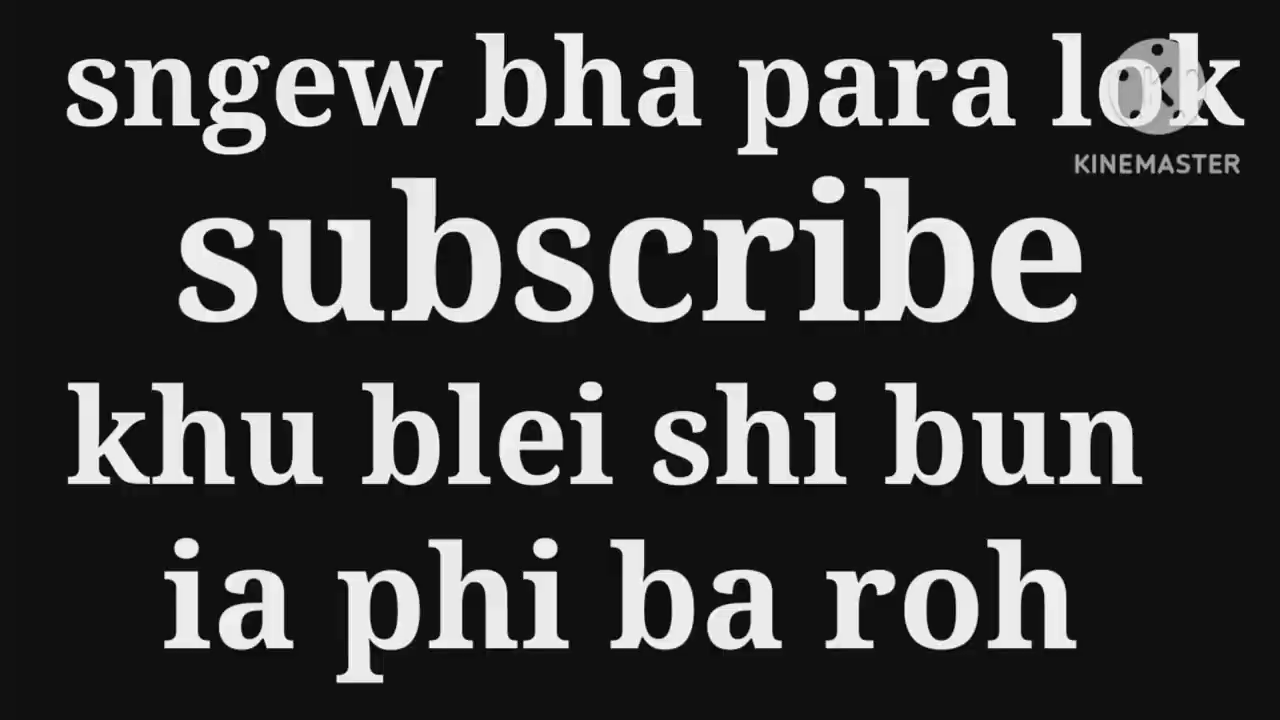 sngew bha para lok
KINEMASTER
subscribe
khu blei shi bun
ia phi ba roh